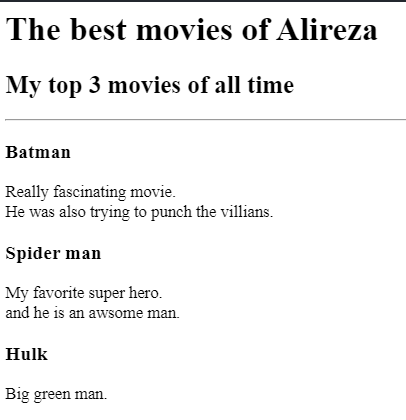 The best movies of Alireza
My top 3 movies of all time
Batman
Really fascinating movie.
He was also trying to punch the villians.
Spider man
My favorite super hero.
and he is an awsome man.
Hulk
Big green man.